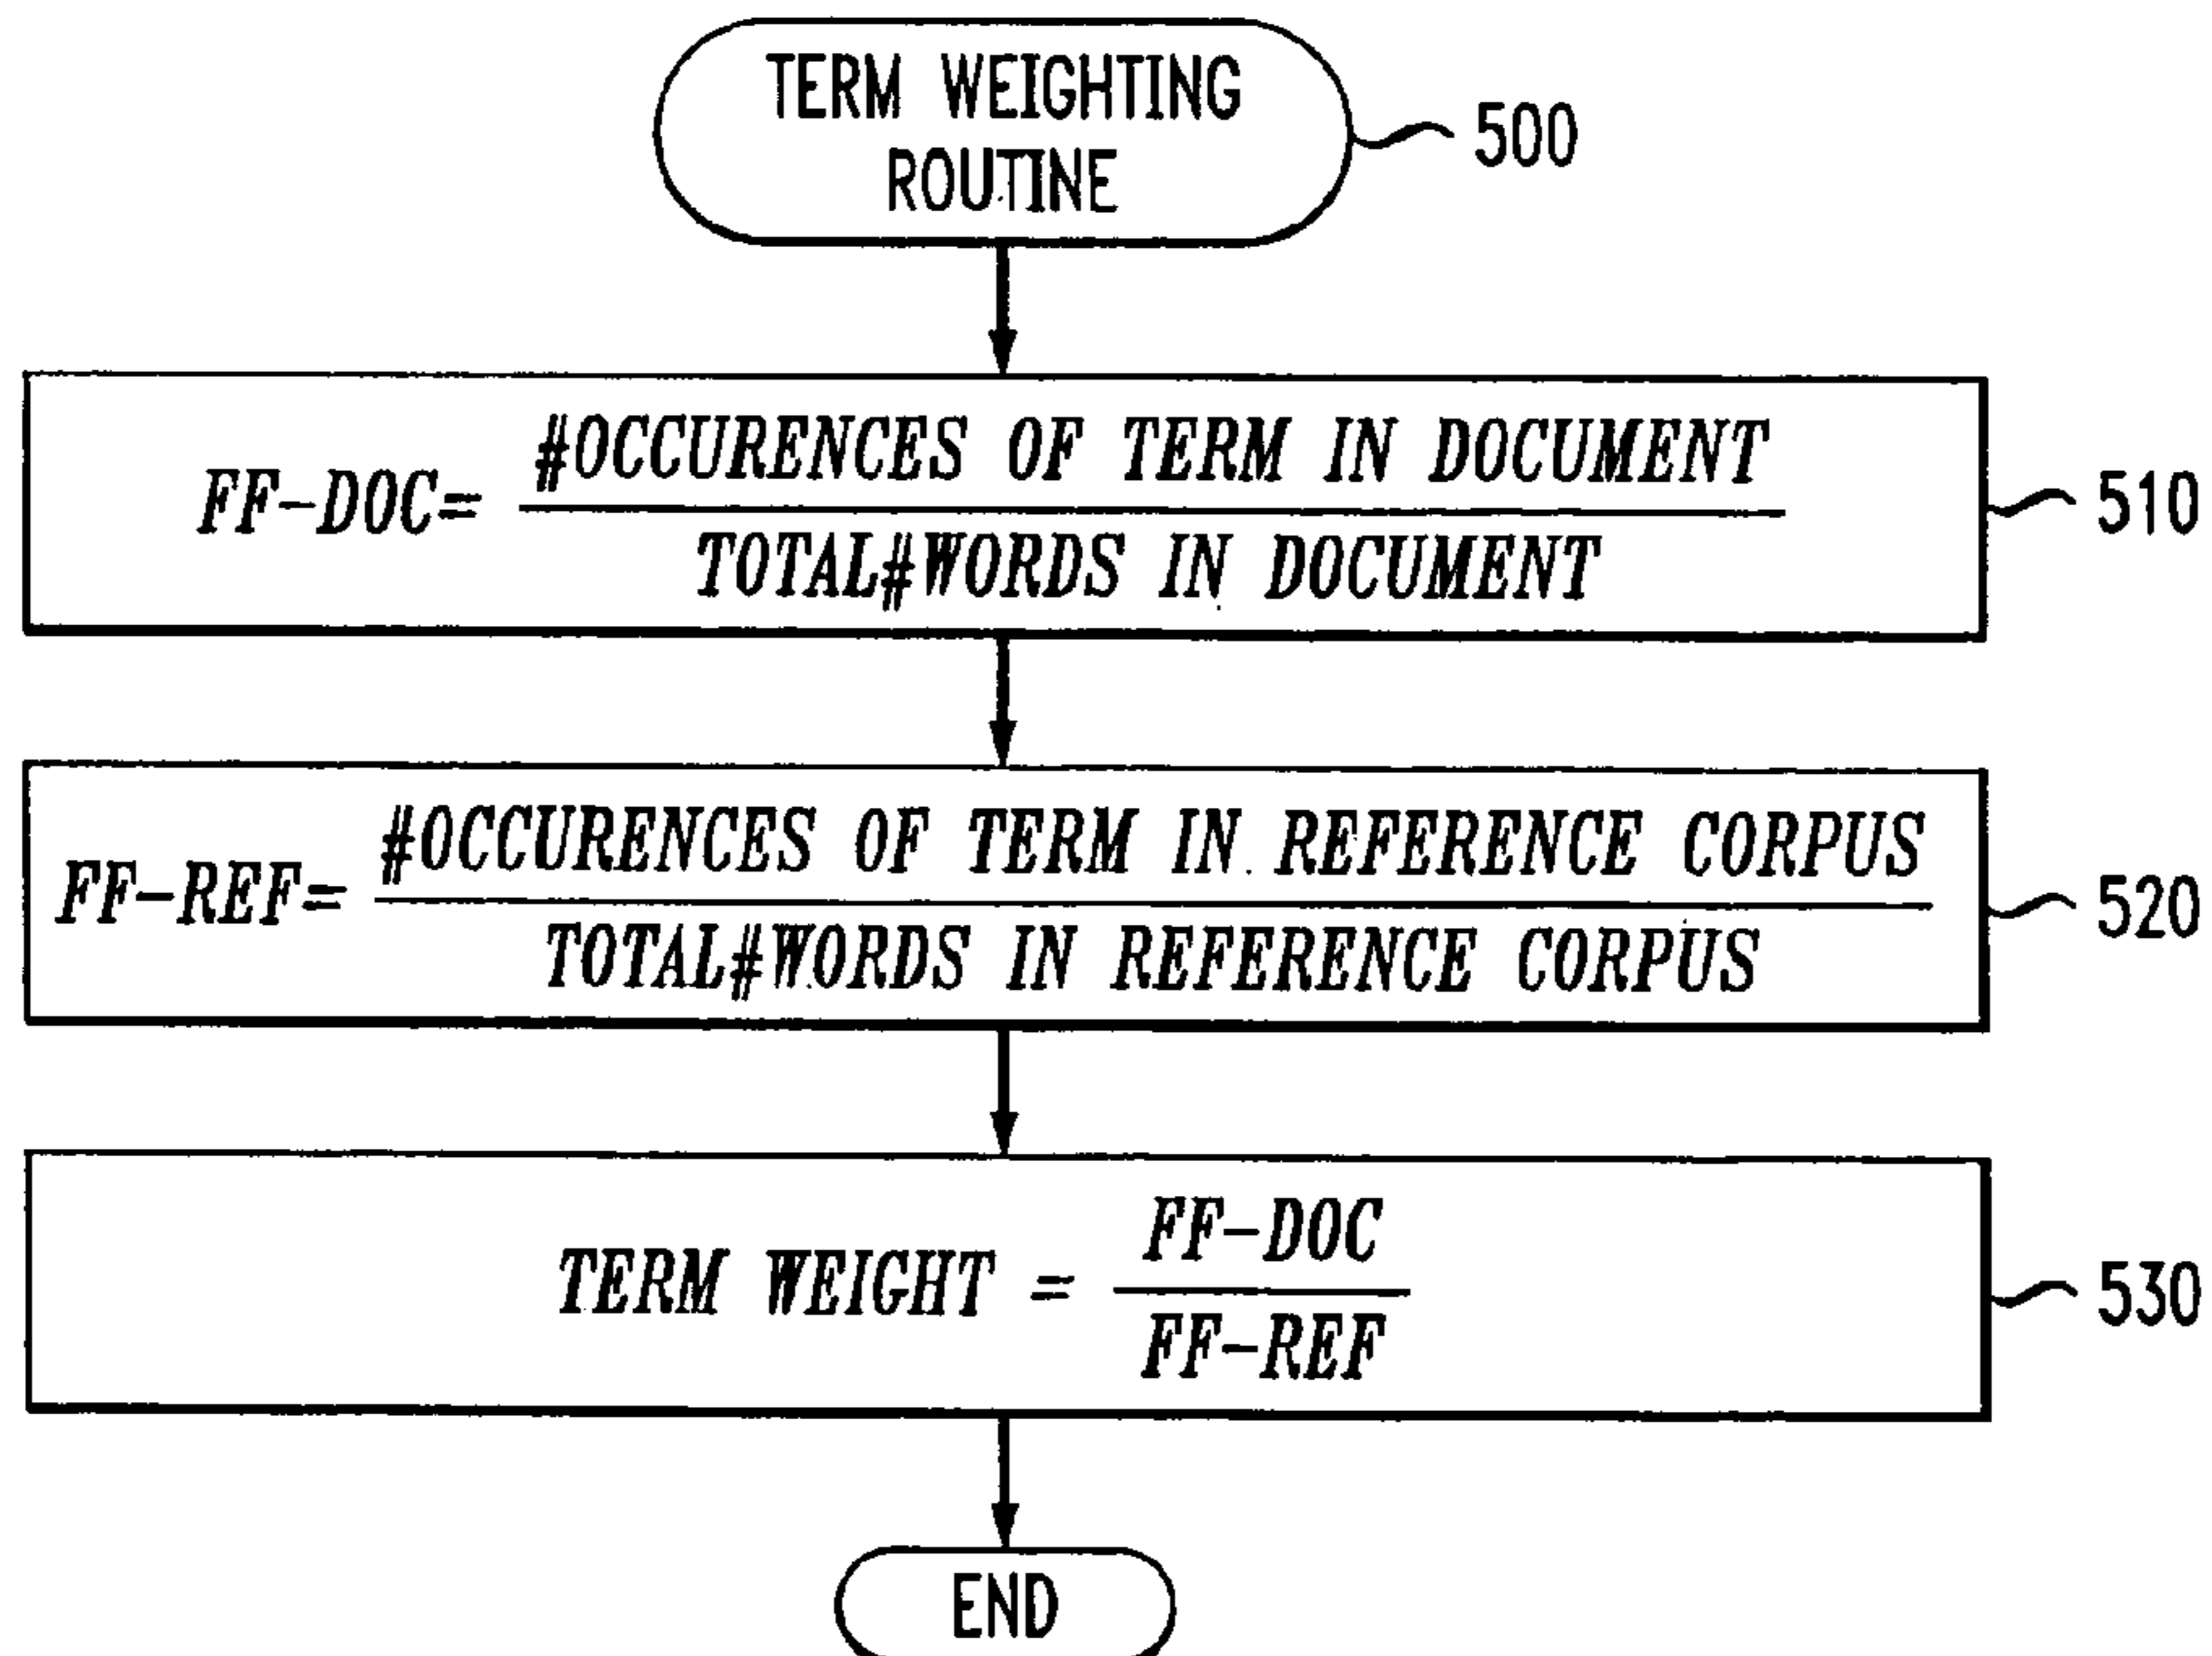 TERM WEIGHTING
ROUTINE
500
#OCCURENCES OF TERM IN DOCUMENT
FF-DOC=
TOTAL#WORDS IN DOCUMENT
510
#OCCURENCES OF TERM IN REFERENCE CORPUS
FF-REF=
TOTAL#WORDS IN REFERENCE CORPUS
520
FF-DOC
TERM WEIGHT =
FF-REF
530
END